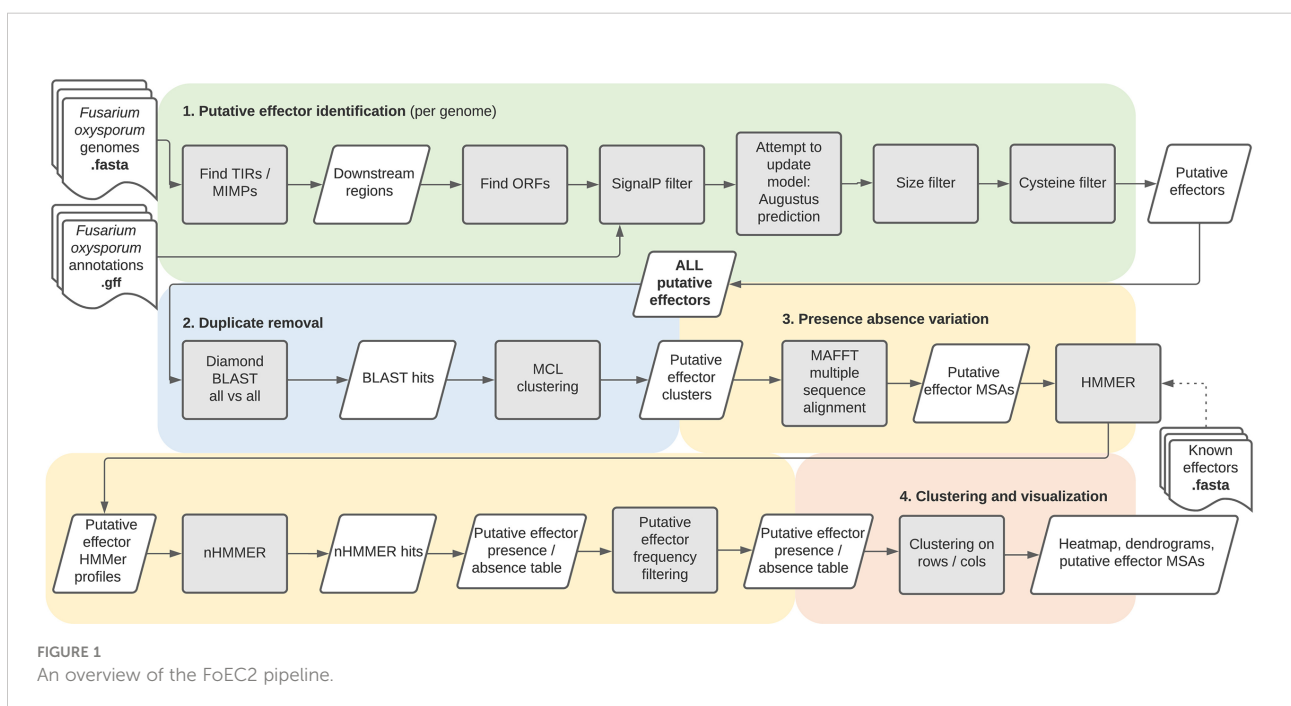 Fusarium
oxysporum
genomes
.fasta
Fusarium
oxysporum
annotations
.gff
1. Putative effector identification (per genome)
Find TIRs /
MIMPs
Downstream
regions
Find ORFs
SignalP filter
Attempt to
update
model:
Augustus
prediction
Size filter
Cysteine filter
Putative
effectors
ALL
putative
effectors
2. Duplicate removal
Diamond
BLAST
all vs all
BLAST hits
MCL
clustering
Putative
effector
clusters
3. Presence absence variation
MAFFT
multiple
sequence
alignment
Putative
effector MSAs
HMMER
Known
effectors
.fasta
Putative
effector
HMMer
profiles
nHMMER
nHMMER hits
Putative effector
presence /
absence table
Putative
effector
frequency
filtering
Putative effector
presence /
absence table
4. Clustering and visualization
Clustering on
rows / cols
Heatmap, dendrograms,
putative effector MSAs
FIGURE 1
An overview of the FoEC2 pipeline.